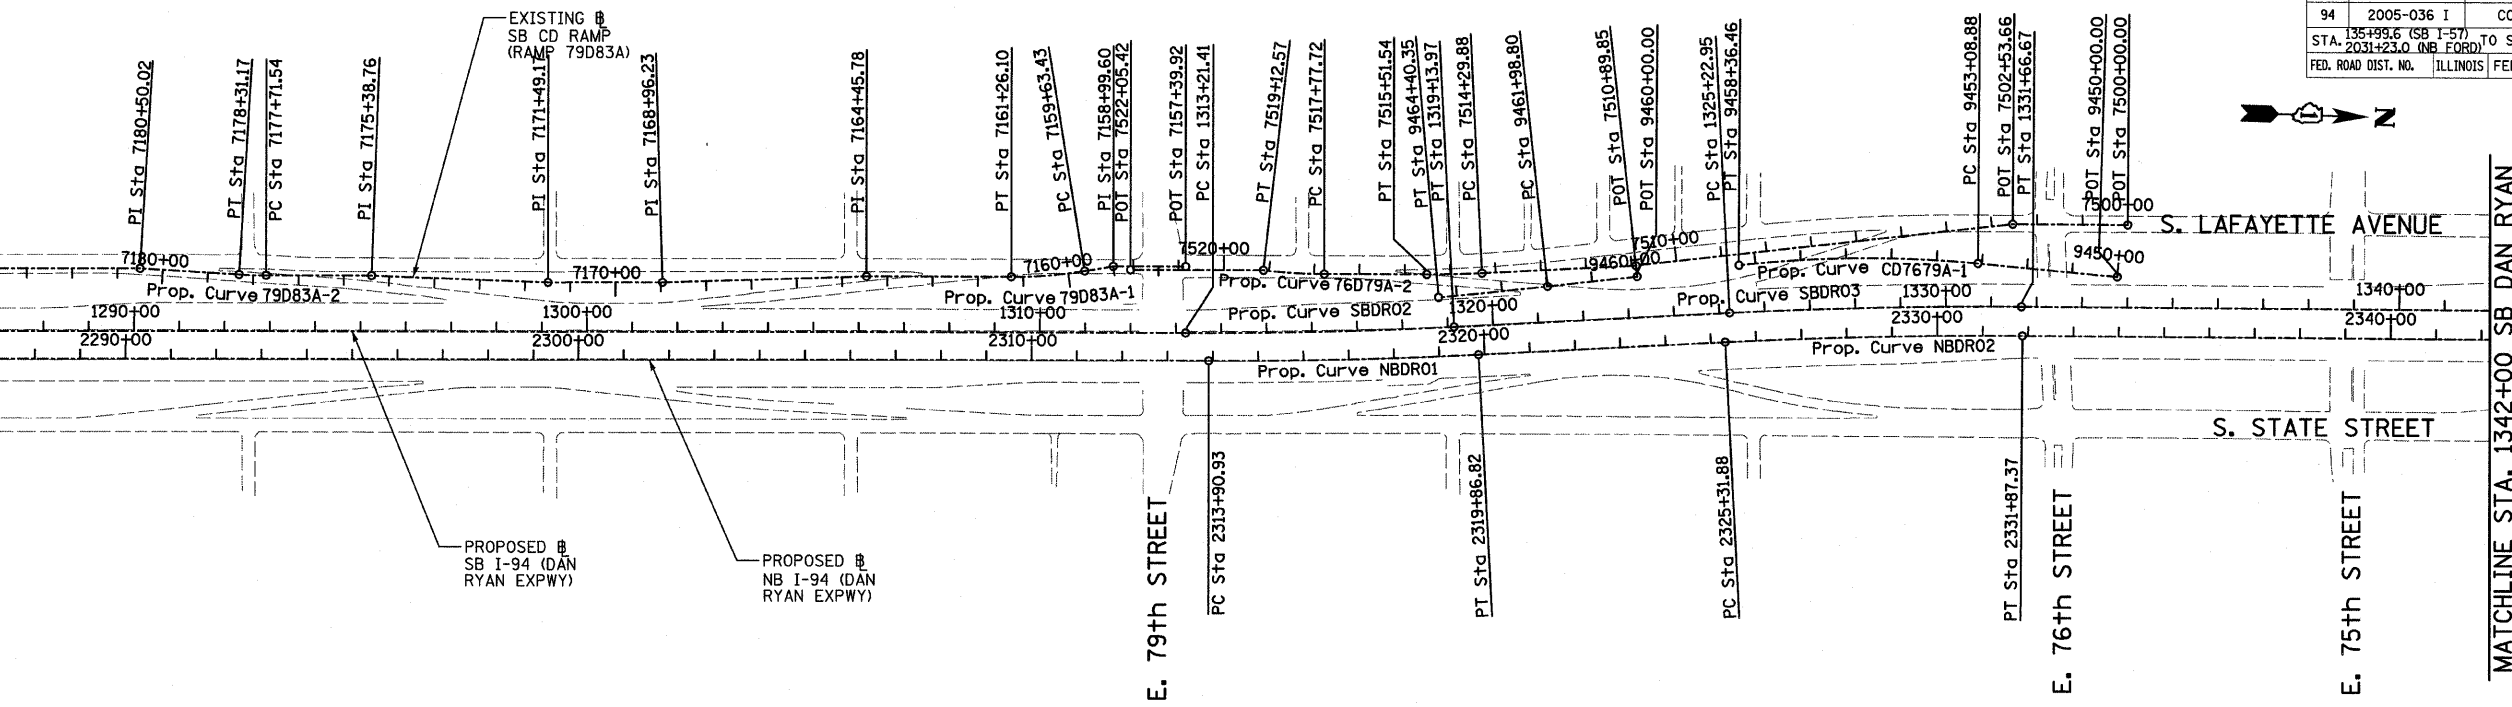 94 2005-036 I
STA. 135+99.6 (SB I-57) TO
2031+23.0 (NB FORD)
FED. ROAD DIST. NO. ILLINOIS
N
EXISTING
SB CD RAMP
(RAMP 79D83A)
PI Sta 7180+50.02
PT Sta 7178+31.17
PC Sta 7177+71.54
PI Sta 7175+38.76
PI Sta 7171+49.17
PI Sta 7168+96.23
PI Sta 7164+45.78
PT Sta 7161+26.10
PC Sta 7159+63.43
PI Sta 7158+99.60
POT Sta 7522+05.42
POT Sta 7157+39.92
PC Sta 1313+21.41
PT Sta 7519+12.57
PC Sta 7517+77.72
PT Sta 7515+51.54
PT Sta 9464+40.35
PT Sta 1319+13.97
PC Sta 7514+29.88
PC Sta 9461+98.80
POT Sta 7510+89.85
POT Sta 9460+00.00
PC Sta 1325+22.95
PT Sta 9458+36.46
PC Sta 9453+08.88
POT Sta 7502+53.66
PT Sta 1331+66.67
POT Sta 9450+00.00
POT Sta 7500+00.00
7500+00
S. LAFAYETTE AVENUE
7180+00
7170+00
7160+00
7520+00
7510+00
9460+00
9450+00
Prop. Curve 79D83A-2
Prop. Curve 79D83A-1
Prop. Curve 76D79A-2
Prop. Curve CD7679A-1
Prop. Curve SBDR02
Prop. Curve SBDR03
1290+00
1300+00
1310+00
1320+00
1330+00
1340+00
2290+00
2300+00
2310+00
2320+00
2330+00
2340+00
Prop. Curve NBDR01
Prop. Curve NBDR02
S. STATE STREET
PC Sta 2313+90.93
PT Sta 2319+86.82
PC Sta 2325+31.88
PT Sta 2331+87.37
PROPOSED
SB I-94 (DAN
RYAN EXPWY)
PROPOSED
NB I-94 (DAN
RYAN EXPWY)
E. 79th STREET
E. 76th STREET
E. 75th STREET
MATCHLINE STA. 1342+00 SB DAN RYAN